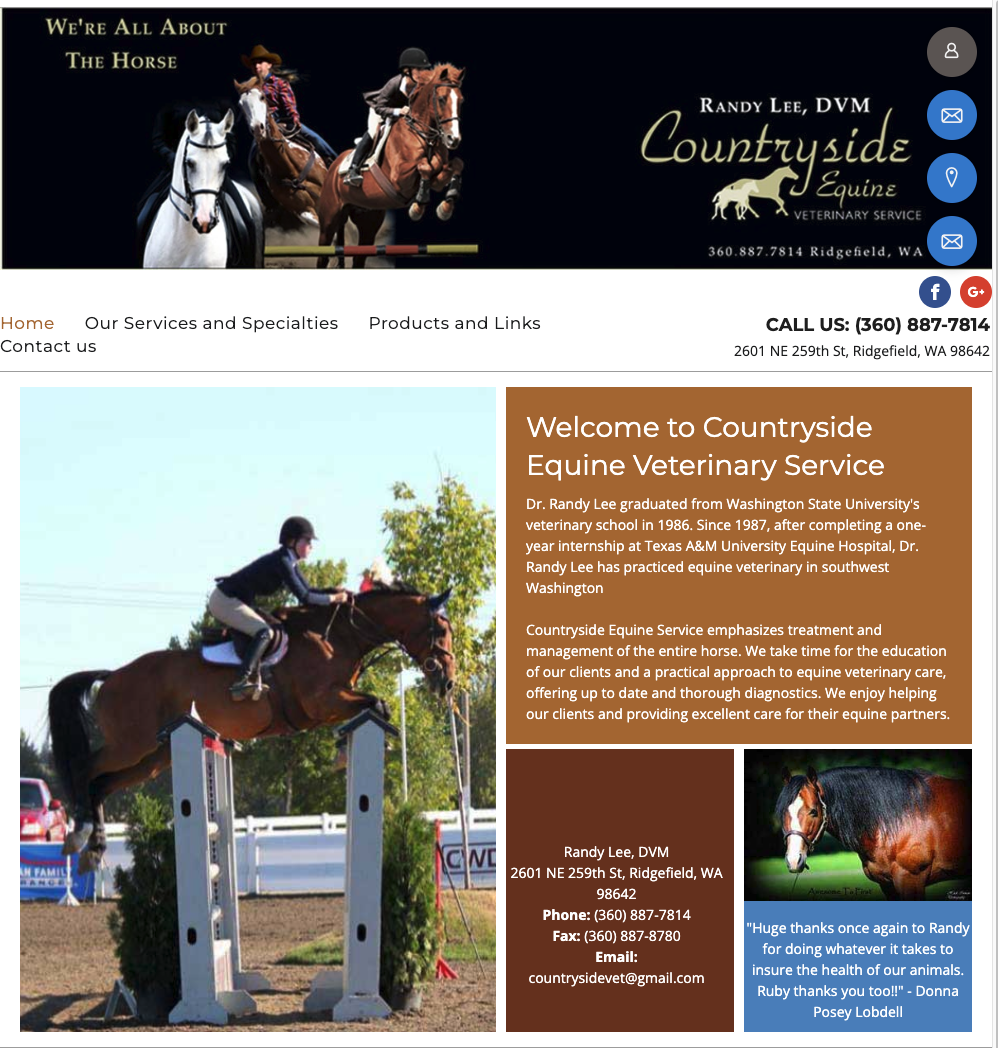 We're All About
The Horse
Randy Lee, DVM
Countryside
Equine
VETERINARY SERVICE
360.887.7814 Ridgefield, WA
f
G+
Home Our Services and Specialties Products and Links
Contact us
CALL US: (360) 887-7814
2601 NE 259th St, Ridgefield, WA 98642
Welcome to Countryside
Equine Veterinary Service
Dr. Randy Lee graduated from Washington State University's
veterinary school in 1986. Since 1987, after completing a one-
year internship at Texas A&M University Equine Hospital, Dr.
Randy Lee has practiced equine veterinary in southwest
Washington
Countryside Equine Service emphasizes treatment and
management of the entire horse. We take time for the education
of our clients and a practical approach to equine veterinary care,
offering up to date and thorough diagnostics. We enjoy helping
our clients and providing excellent care for their equine partners.
CWD
AN FAMILY
Randy Lee, DVM
2601 NE 259th St, Ridgefield, WA
98642
Phone: (360) 887-7814
Fax: (360) 887-8780
Email:
countrysidevet@gmail.com
"Huge thanks once again to Randy
for doing whatever it takes to
insure the health of our animals.
Ruby thanks you too!!" - Donna
Posey Lobdell